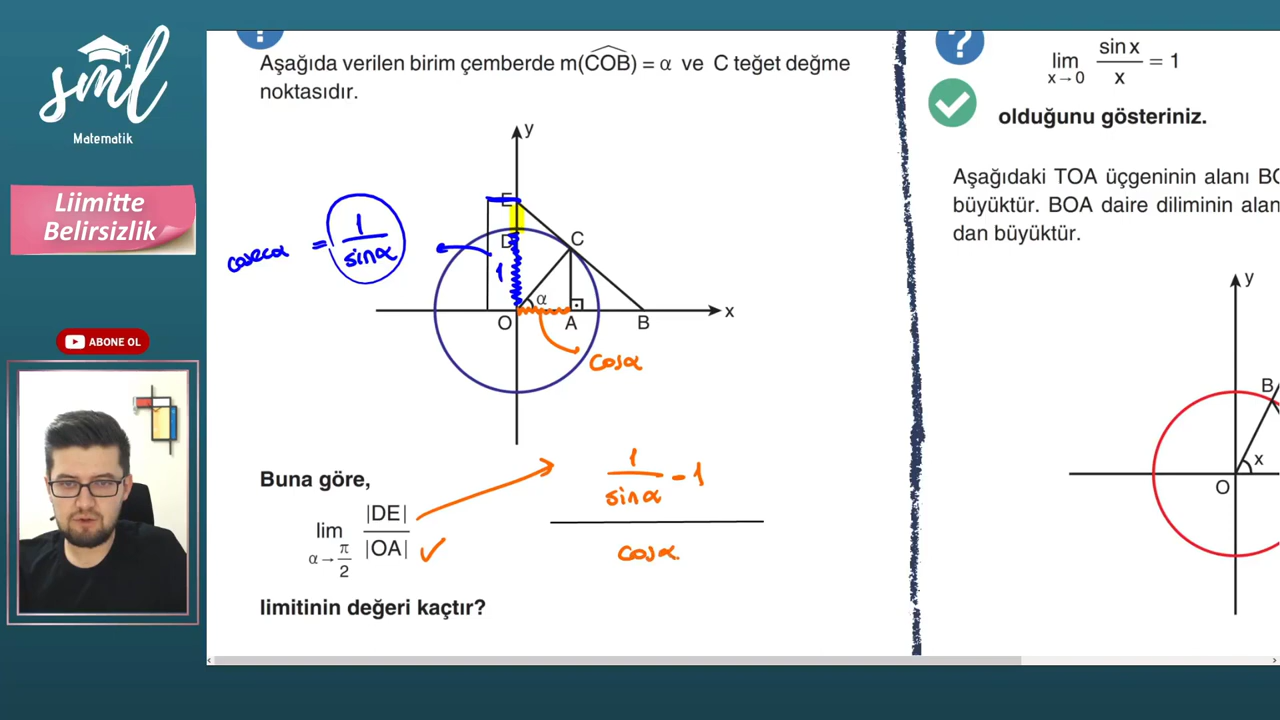 sml
Matematik
Liimitte
Belirsizlik
ABONE OL
Aşağıda verilen birim çemberde m(COB) = α ve C teğet değme
noktasıdır.
y
E
D
C
1
α
O
A
B
x
cosecα = 1/sinα
cosα
Buna göre,
lim α→π/2 |DE|/|OA|
1/sinα - 1
cosα
limitinin değeri kaçtır?
?
lim x→0 sinx/x = 1
olduğunu gösteriniz.
Aşağıdaki TOA üçgeninin alanı BO
büyüktür. BOA daire diliminin alan
dan büyüktür.
y
B
x
O